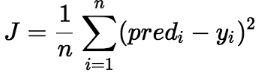 J = \frac{1}{n} \sum_{i=1}^{n} (pred_i - y_i)^2